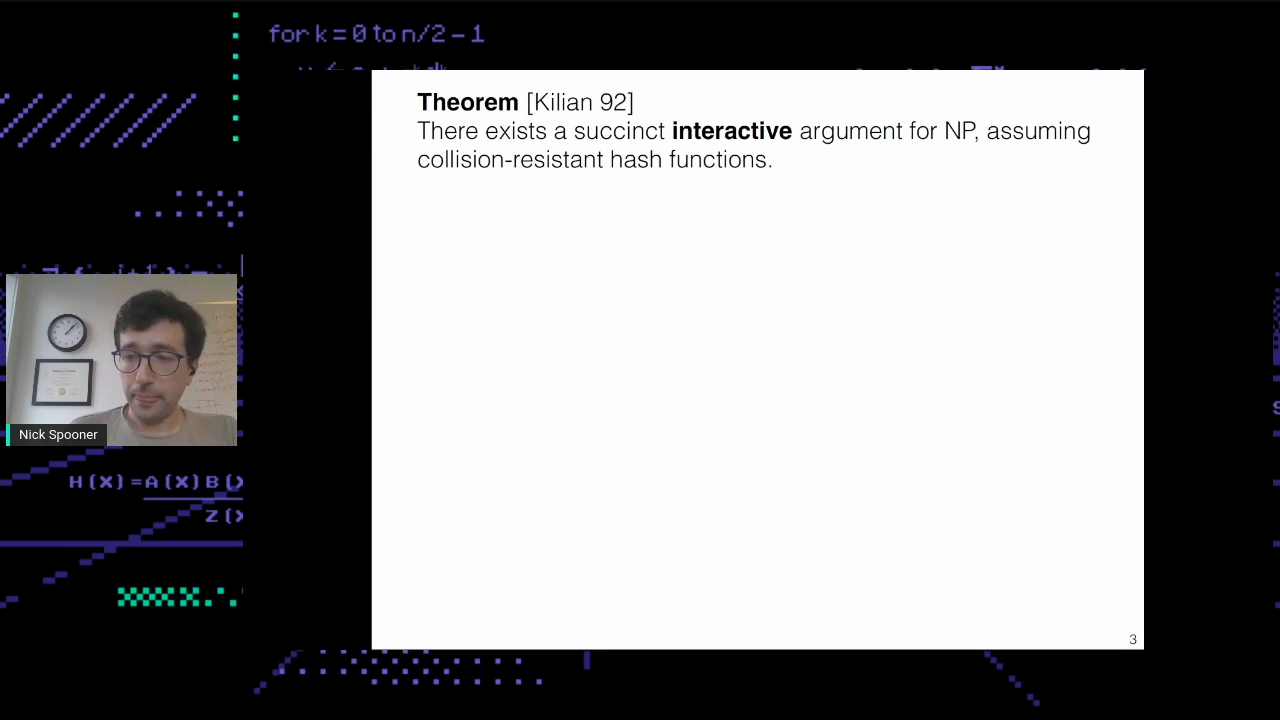 for k = 0 to n/2 - 1
Theorem [Kilian 92]
There exists a succinct interactive argument for NP, assuming
collision-resistant hash functions.
Nick Spooner
H(X)=A(X)B(X
Z(X
3